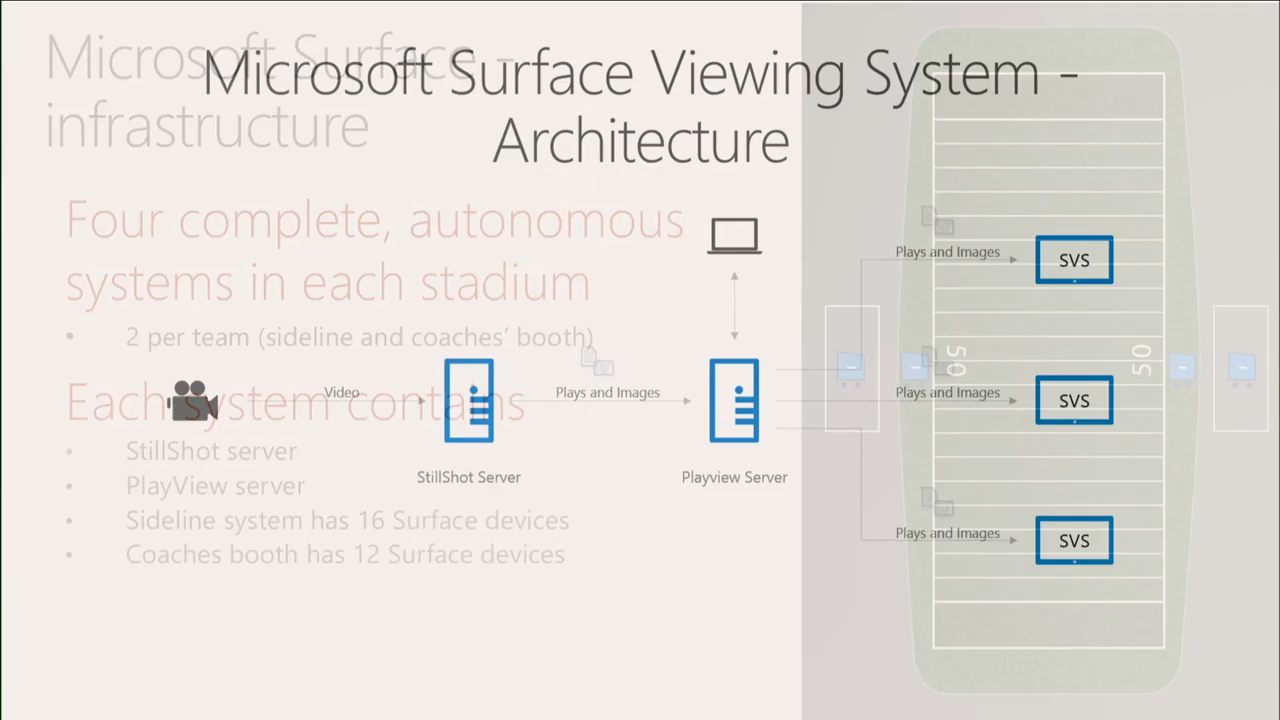 Microsoft Surface -
infrastructure
Four complete, autonomous
systems in each stadium
• 2 per team (sideline and coaches’ booth)
Each system contains
• StillShot server
• PlayView server
• Sideline system has 16 Surface devices
• Coaches booth has 12 Surface devices
Microsoft Surface Viewing System -
Architecture
Video
StillShot Server
Plays and Images
Playview Server
Plays and Images
SVS
Plays and Images
SVS
Plays and Images
SVS
50
50